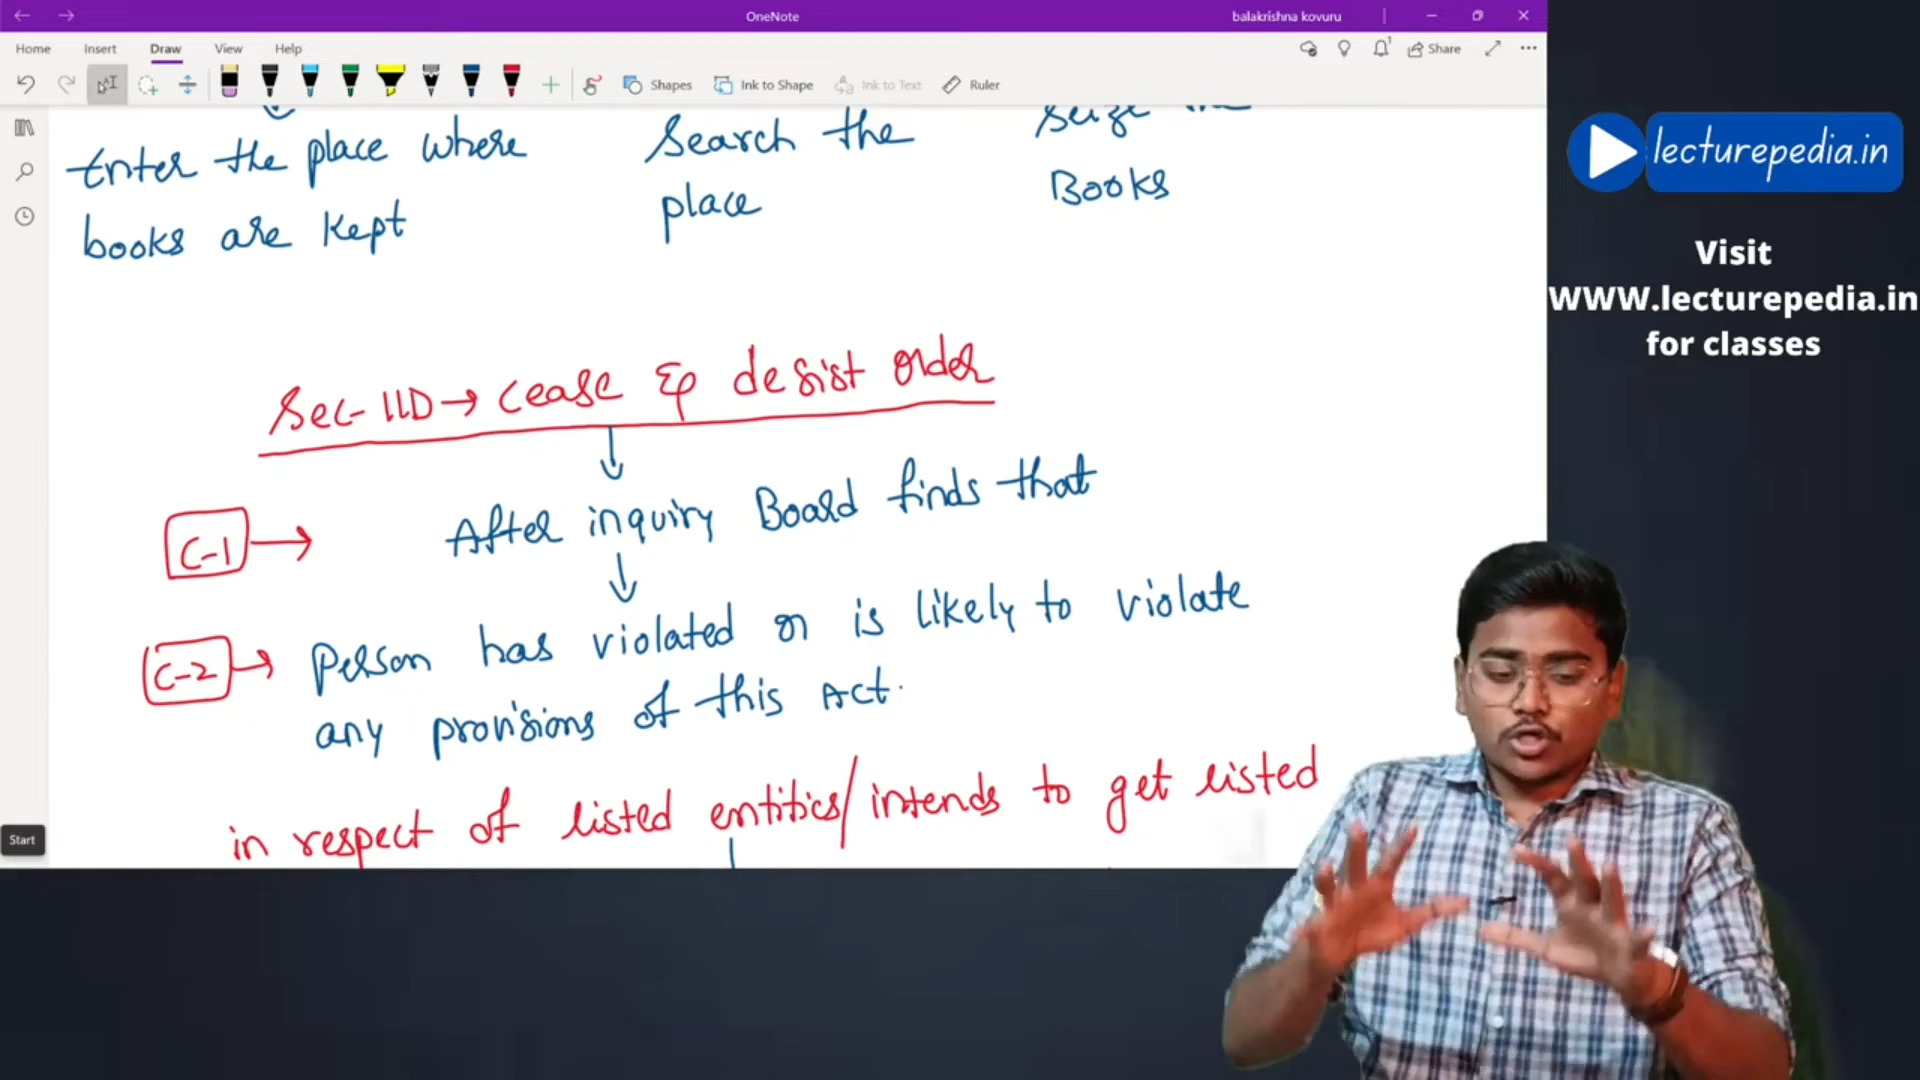 OneNote
balakrishna kovuru
Home Insert Draw View Help
1 Share
Shapes Ink to Shape Ink to Text Ruler
Enter the place where
books are kept
Search the
place
Seize the
Books
Sec-11D → cease & desist order
C-1 → After inquiry Board finds that
C-2 → Person has violated or is likely to violate
any provisions of this Act.
in respect of listed entities/intends to get listed
Start
lecturepedia.in
Visit
WWW.lecturepedia.in
for classes